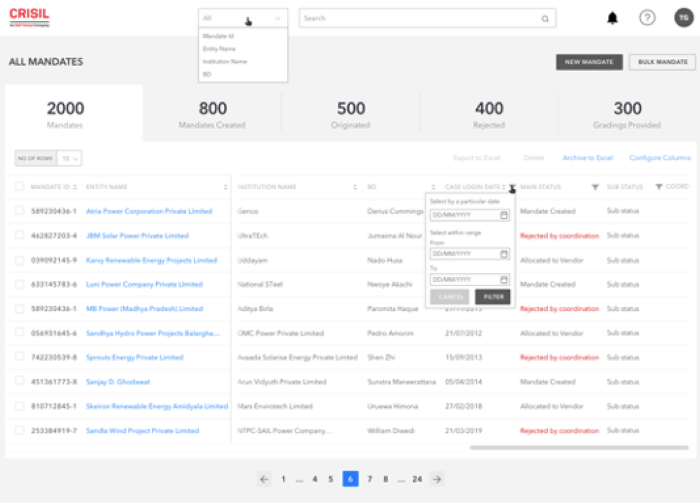 CRISIL
An S&P Global Company
All
Search
?
TG
Mandate Id
Entity Name
Institution Name
BD
ALL MANDATES
NEW MANDATE
BULK MANDATE
2000
Mandates
800
Mandates Created
500
Originated
400
Rejected
300
Gradings Provided
NO OF ROWS 10
Export to Excel
Delete
Archive to Excel
Configure Columns
MANDATE ID ENTITY NAME INSTITUTION NAME BD CASE LOGIN DATE MAIN STATUS SUB STATUS COORD
Select by a particular date
DD/MM/YYYY
Select within range
From
DD/MM/YYYY
To
DD/MM/YYYY
CANCEL FILTER
589230436-1 Atria Power Corporation Private Limited Genco Darius Cummings Mandate Created Sub status
462827203-4 JBM Solar Power Private Limited UltraTEch Jumarma Al Nour Rejected by coordination Sub status
039092145-9 Karvy Renewable Energy Projects Limited Uddayam Nado Husa Allocated to Vendor Sub status
633145783-6 Luni Power Company Private Limited National STeel Nwoye Akachi Mandate Created Sub status
589230436-1 MB Power (Madhya Pradesh) Limited Aditya Birla Paromita Haque Rejected by coordination Sub status
056931645-6 Sandhya Hydro Power Projects Balargha... OMC Power Private Limited Pedro Amorim 21/07/2012 Allocated to Vendor Sub status
742230539-8 Sprouts Energy Private Limited Avaada Solarise Energy Private Limted Shen Zhi 15/09/2013 Rejected by coordination Sub status
451361773-X Sanjay D. Ghodawat Arun Vidyuth Private Limited Sunstra Maneerattana 05/04/2014 Mandate Created Sub status
810712845-1 Skeiron Renewable Energy Amidyala Limited Mars Envirotech Limited Uruewa Himona 27/02/2018 Allocated to Vendor Sub status
253384919-7 Sandla Wind Project Private Limited NTPC-SAIL Power Company... William Diwedi 21/03/2019 Rejected by coordination Sub status
← 1 ... 4 5 6 7 8 ... 24 →